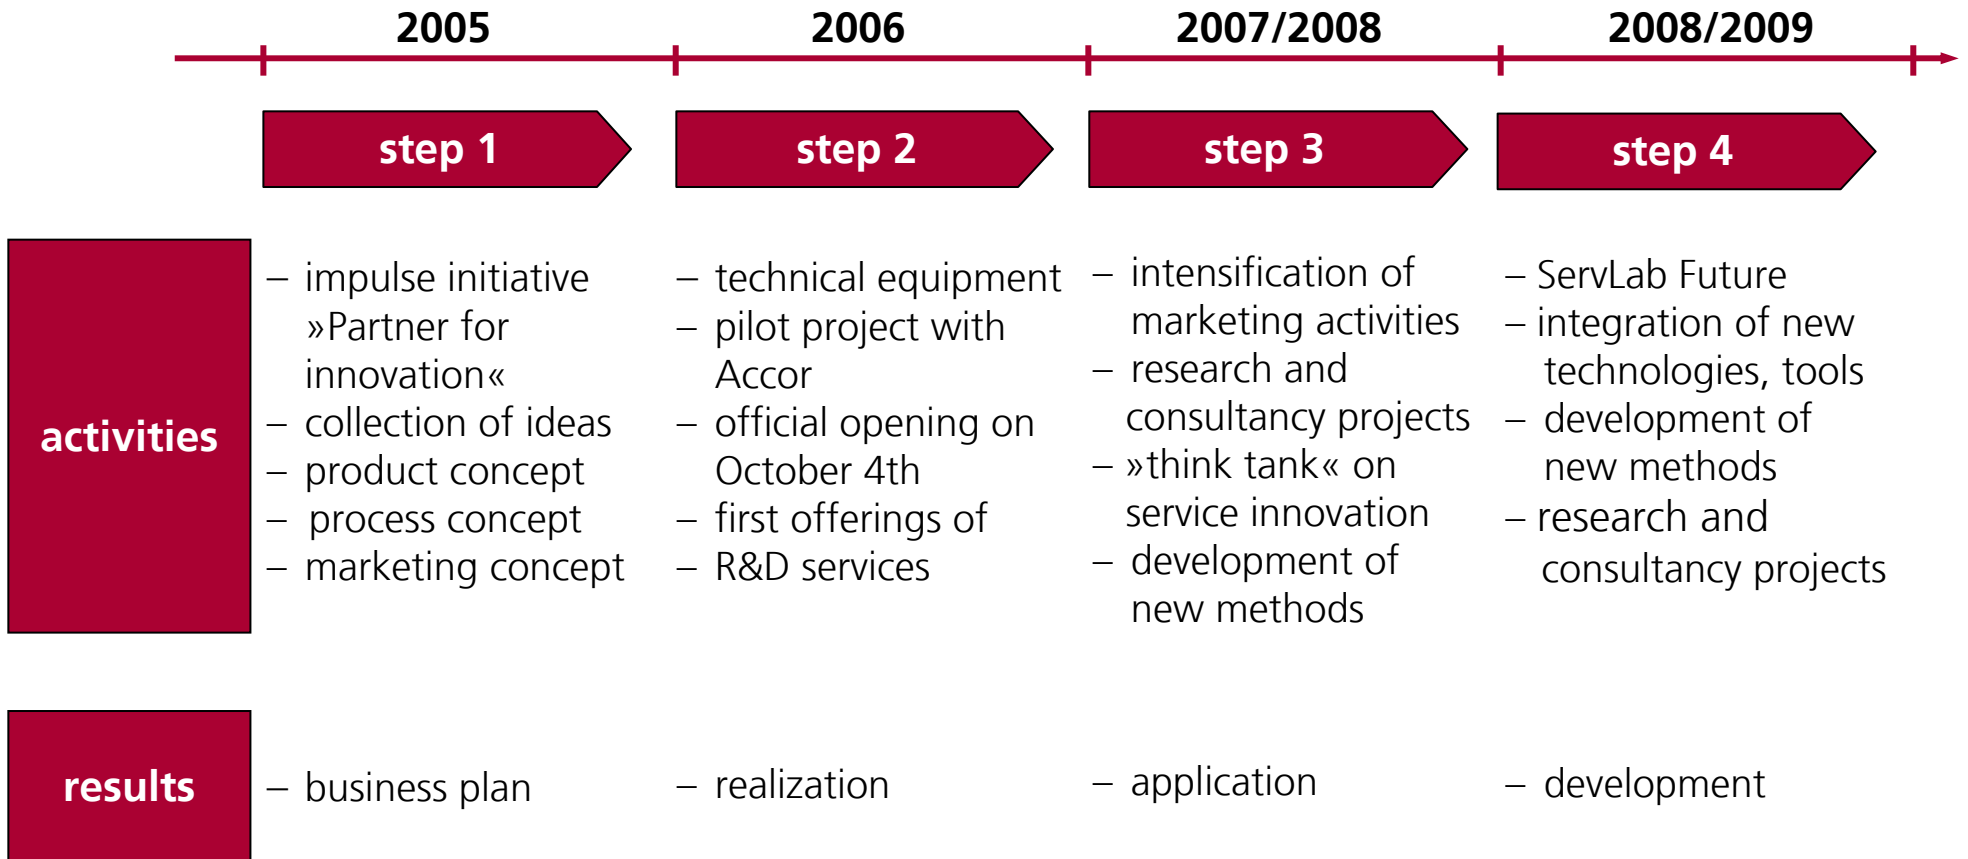 2005
2006
2007/2008
2008/2009
step 1
step 2
step 3
step 4
activities
– impulse initiative
»Partner for
innovation«
– collection of ideas
– product concept
– process concept
– marketing concept
– technical equipment
– pilot project with
Accor
– official opening on
October 4th
– first offerings of
– R&D services
– intensification of
marketing activities
– research and
consultancy projects
– »think tank« on
service innovation
– development of
new methods
– ServLab Future
– integration of new
technologies, tools
– development of
new methods
– research and
consultancy projects
results
– business plan
– realization
– application
– development